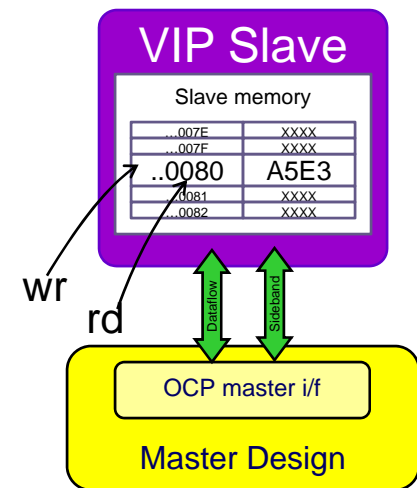 VIP Slave
Slave memory
...007E XXXX
...007F XXXX
..0080 A5E3
...0081 XXXX
...0082 XXXX
wr
rd
Dataflow
Sideband
OCP master i/f
Master Design